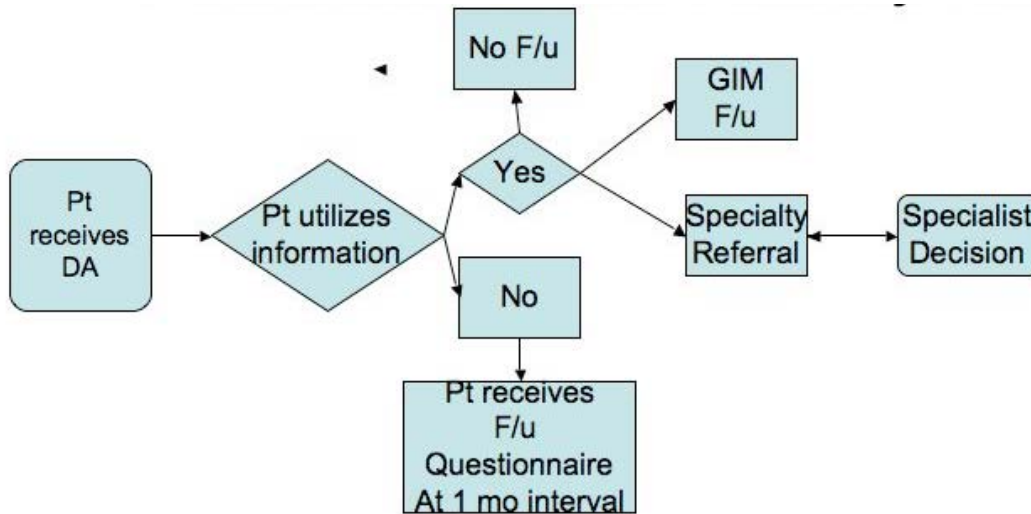 No F/u
GIM
F/u
Yes
Pt
receives
DA
Pt utilizes
information
Specialty
Referral
Specialist
Decision
No
Pt receives
F/u
Questionnaire
At 1 mo interval